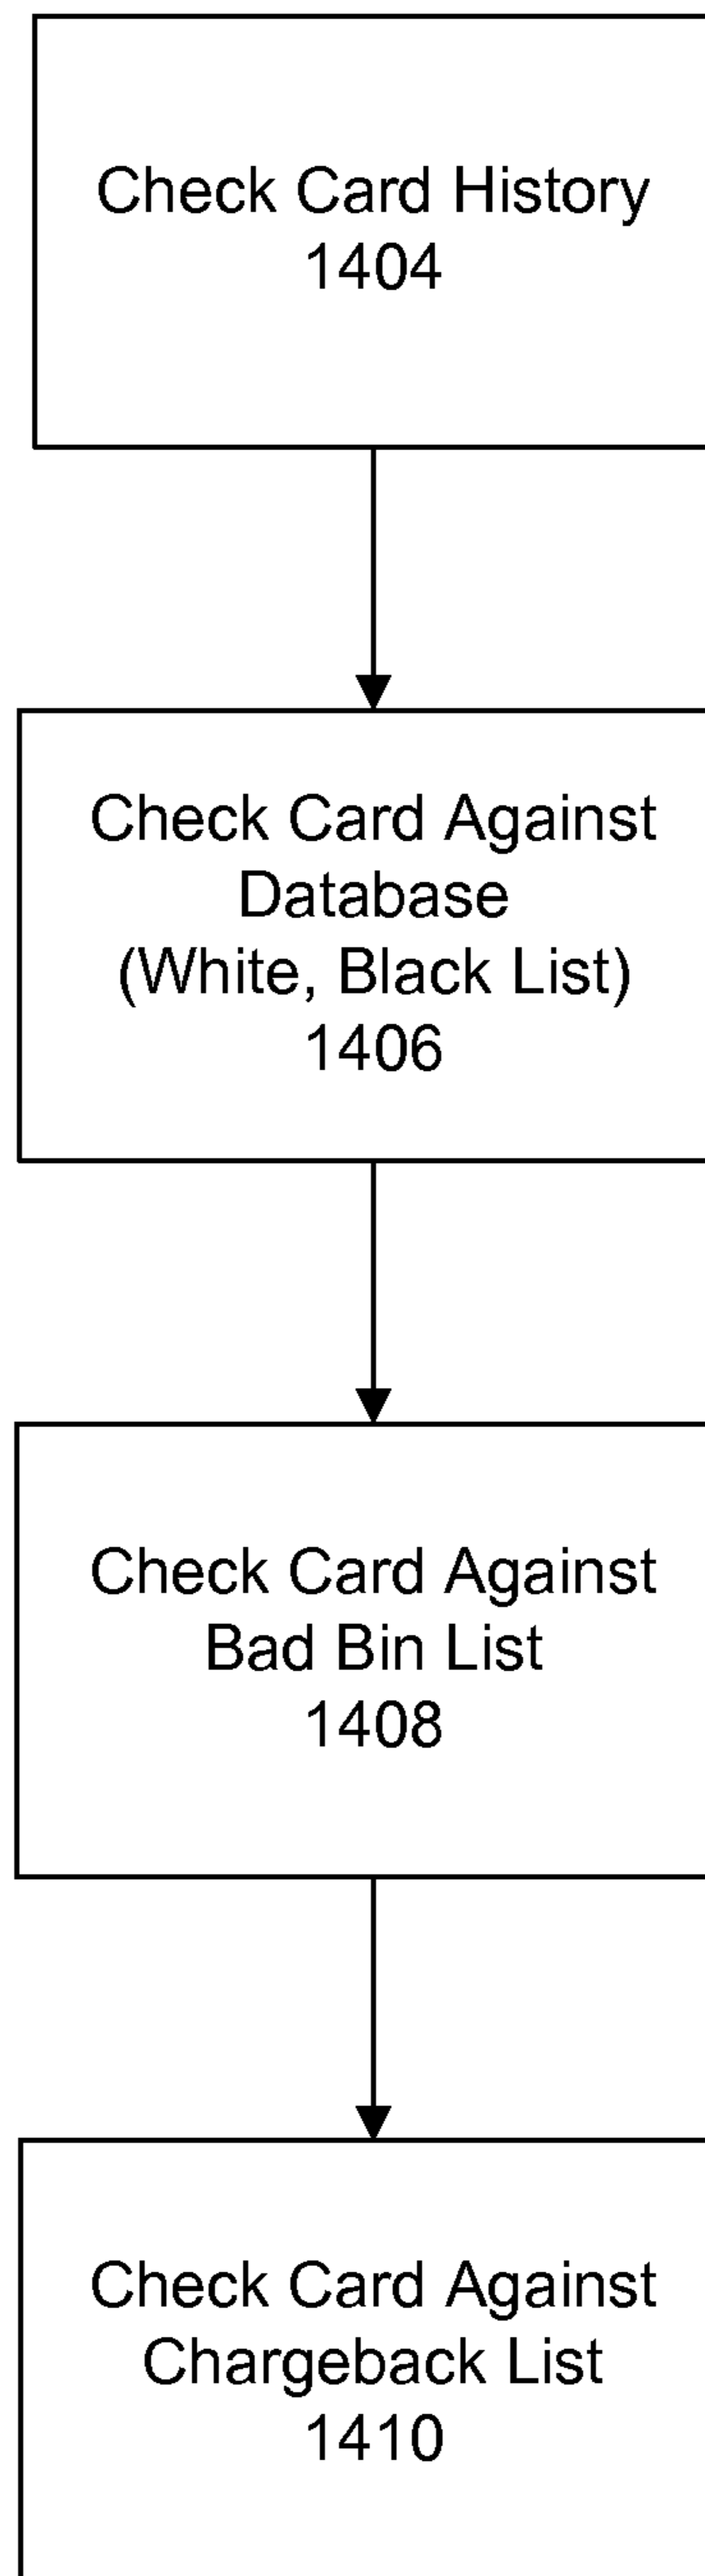 Check Card History
1404
Check Card Against
Database
(White, Black List)
1406
Check Card Against
Bad Bin List
1408
Check Card Against
Chargeback List
1410